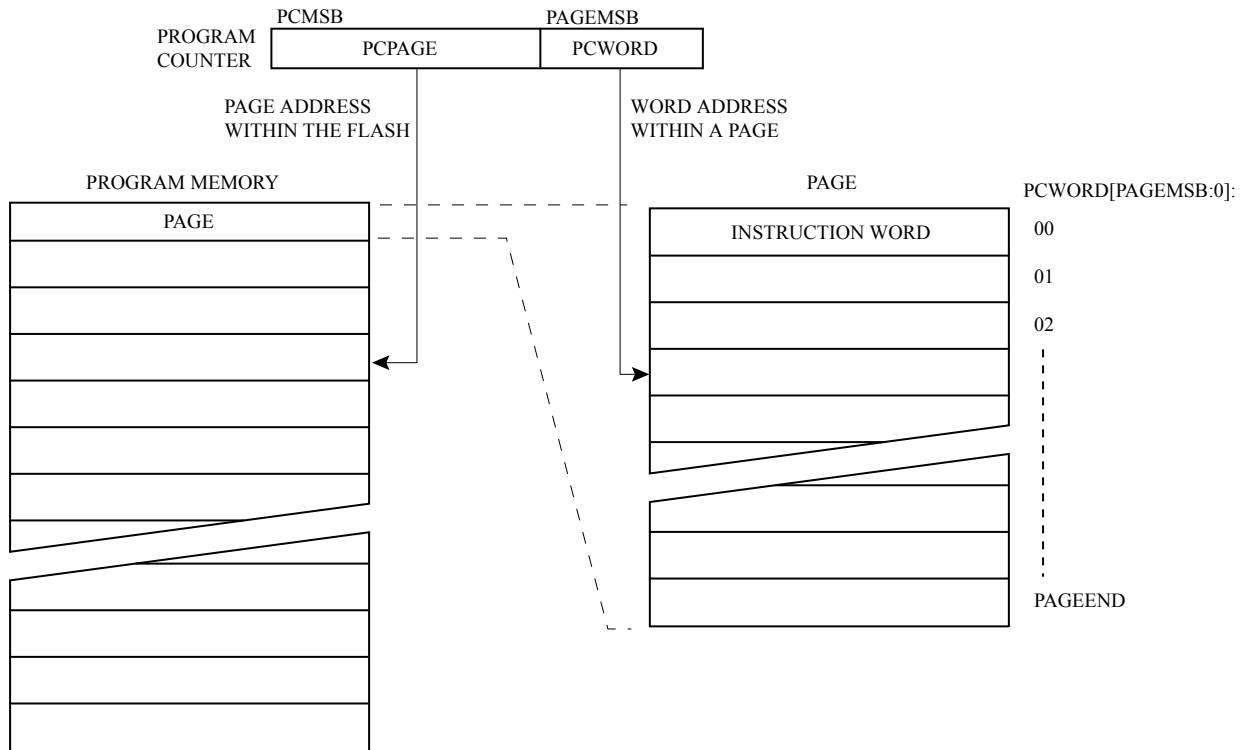 PCMSB
PAGEMSB
PROGRAM
COUNTER
PCPAGE
PCWORD
PAGE ADDRESS
WITHIN THE FLASH
WORD ADDRESS
WITHIN A PAGE
PROGRAM MEMORY
PAGE
PAGE
PCWORD[PAGEMSB:0]:
INSTRUCTION WORD
00
01
02
PAGEEND